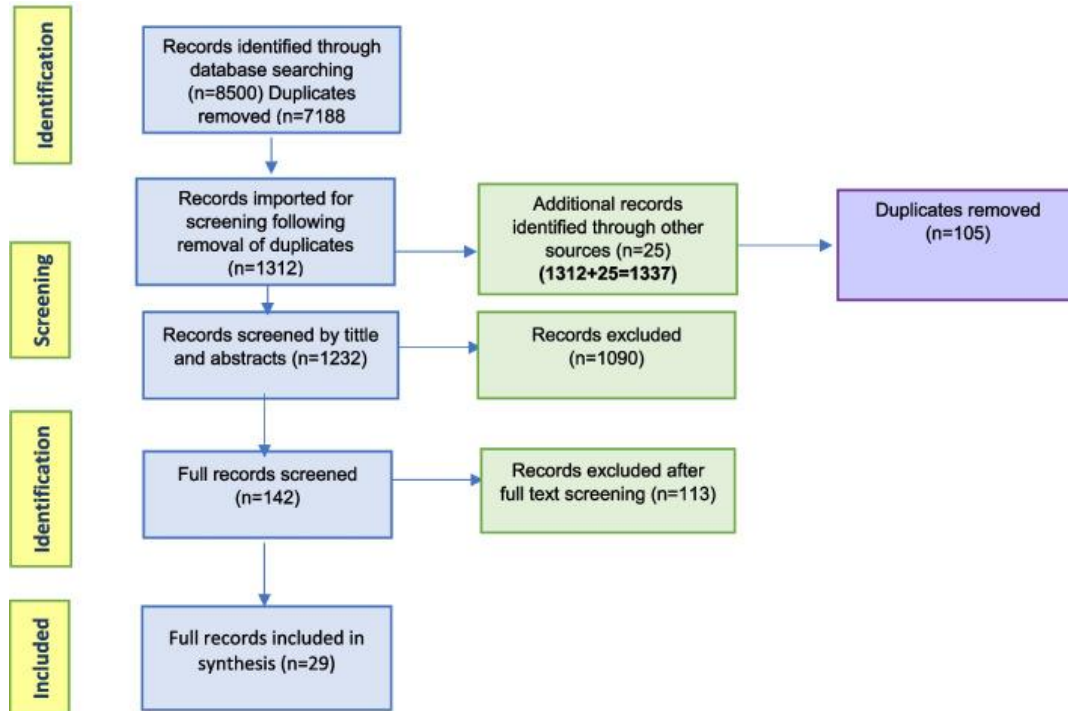 Identification
Records identified through
database searching
(n=8500) Duplicates
removed (n=7188
Records imported for
screening following
removal of duplicates
(n=1312)
Additional records
identified through other
sources (n=25)
(1312+25=1337)
Duplicates removed
(n=105)
Screening
Records screened by tittle
and abstracts (n=1232)
Records excluded
(n=1090)
Identification
Full records screened
(n=142)
Records excluded after
full text screening (n=113)
Included
Full records included in
synthesis (n=29)